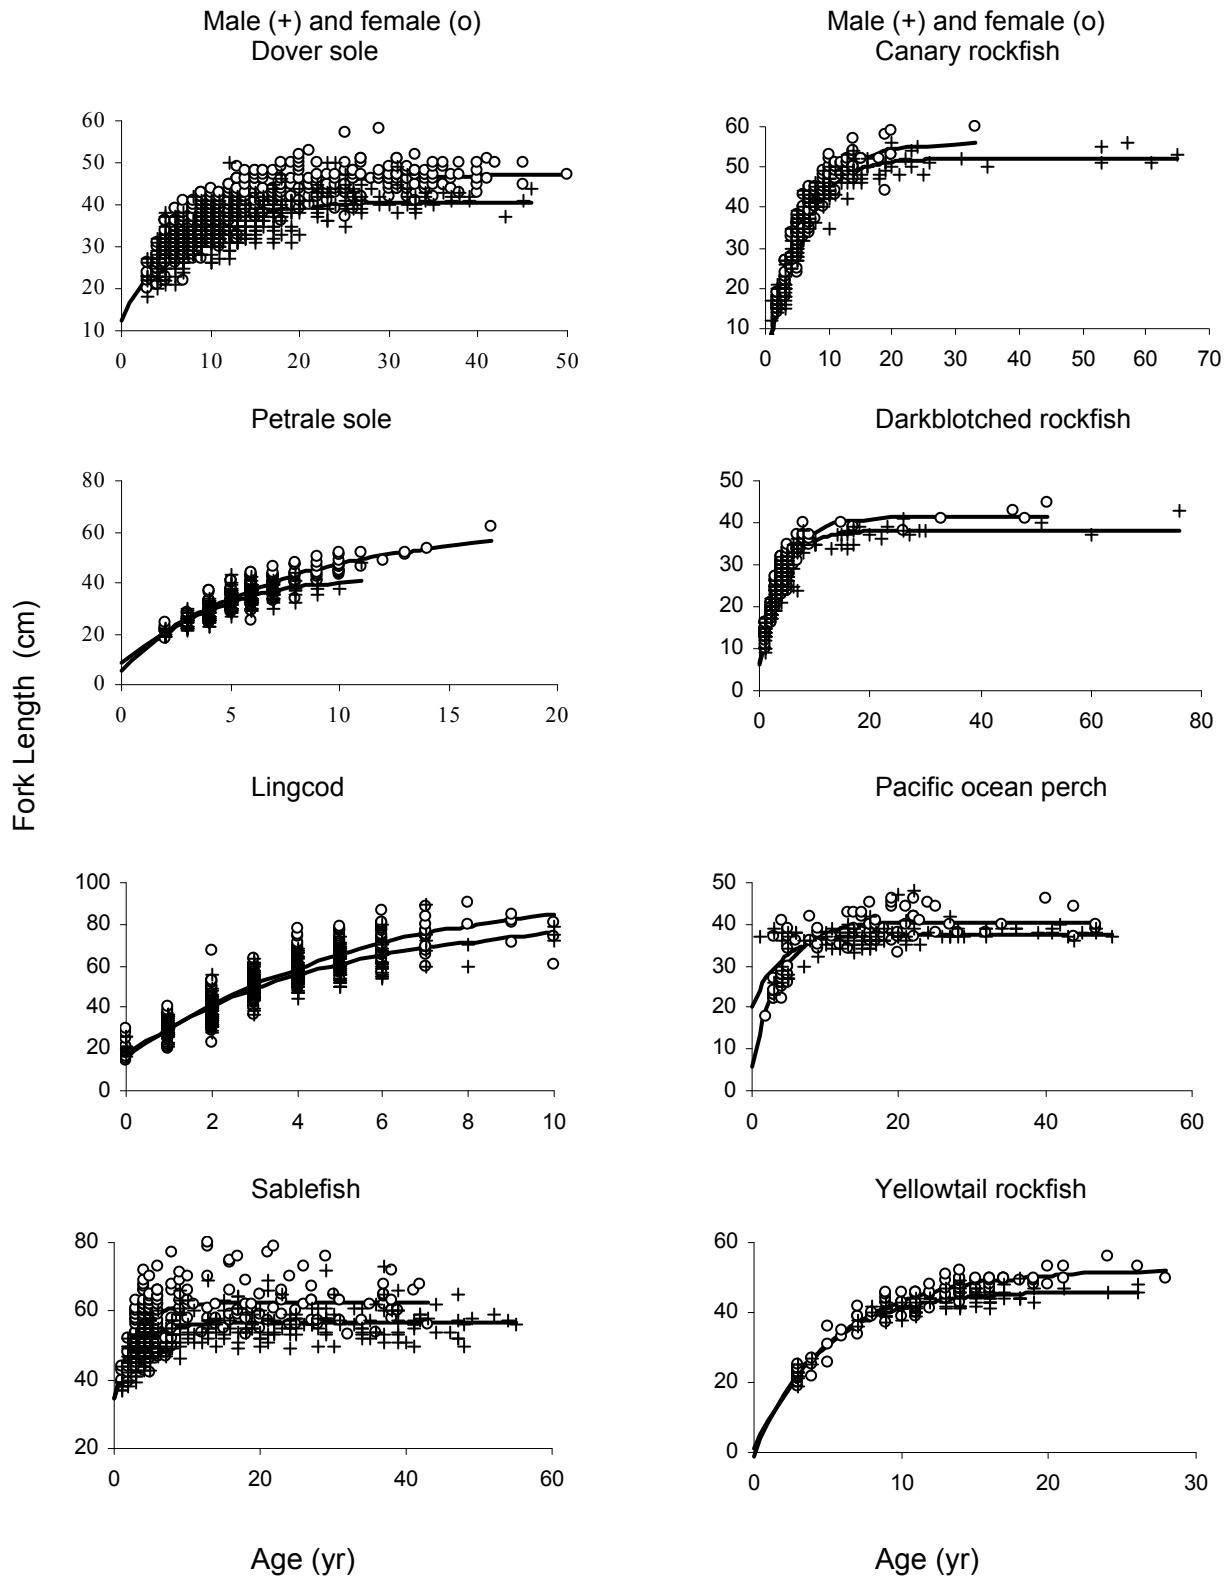 Male (+) and female (o)
Dover sole
60
50
40
30
20
10
0 10 20 30 40 50
Male (+) and female (o)
Canary rockfish
60
50
40
30
20
10
0 10 20 30 40 50 60 70
Petrale sole
80
60
40
20
0
0 5 10 15 20
Darkblotched rockfish
50
40
30
20
10
0
0 20 40 60 80
Fork Length (cm)
Lingcod
100
80
60
40
20
0
0 2 4 6 8 10
Pacific ocean perch
50
40
30
20
10
0
0 20 40 60
Sablefish
80
60
40
20
0 20 40 60
Yellowtail rockfish
60
40
20
0
0 10 20 30
Age (yr)
Age (yr)